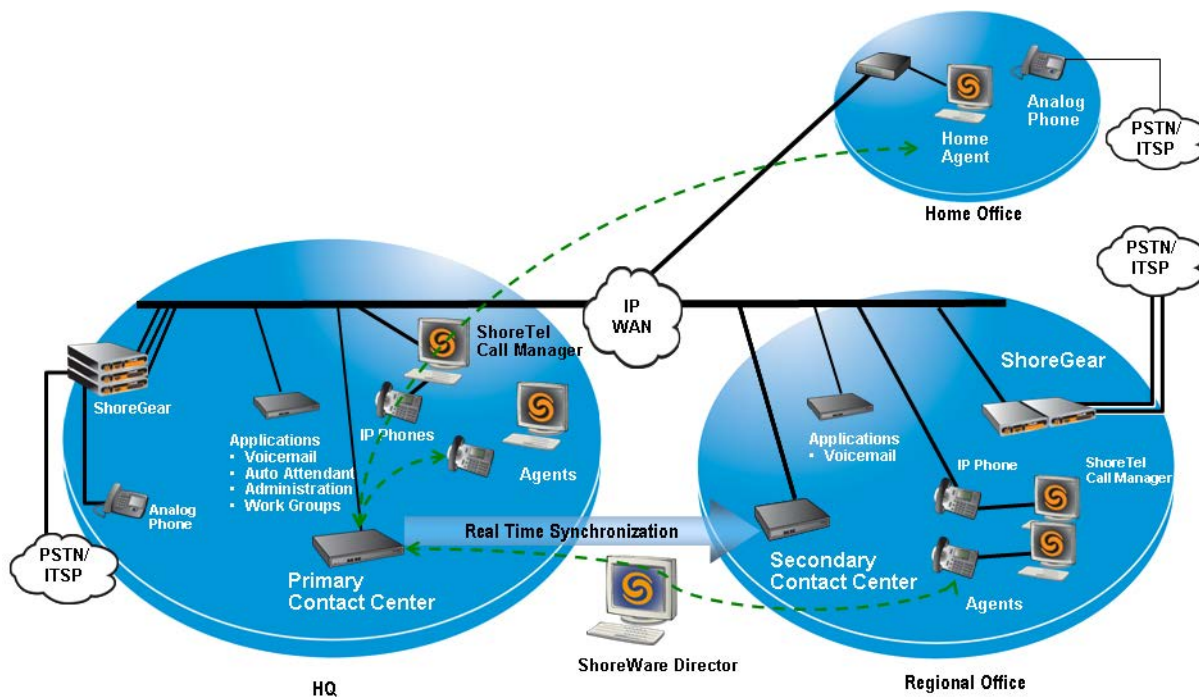 Analog
Phone
Home
Agent
PSTN/
ITSP
Home Office
PSTN/
ITSP
IP
WAN
ShoreTel
Call Manager
ShoreGear
IP Phones
Applications
• Voicemail
• Auto Attendant
• Administration
• Work Groups
Agents
Analog
Phone
PSTN/
ITSP
Primary
Contact Center
HQ
Real Time Synchronization
ShoreWare Director
ShoreGear
Applications
• Voicemail
IP Phone
ShoreTel
Call Manager
Secondary
Contact Center
Agents
Regional Office